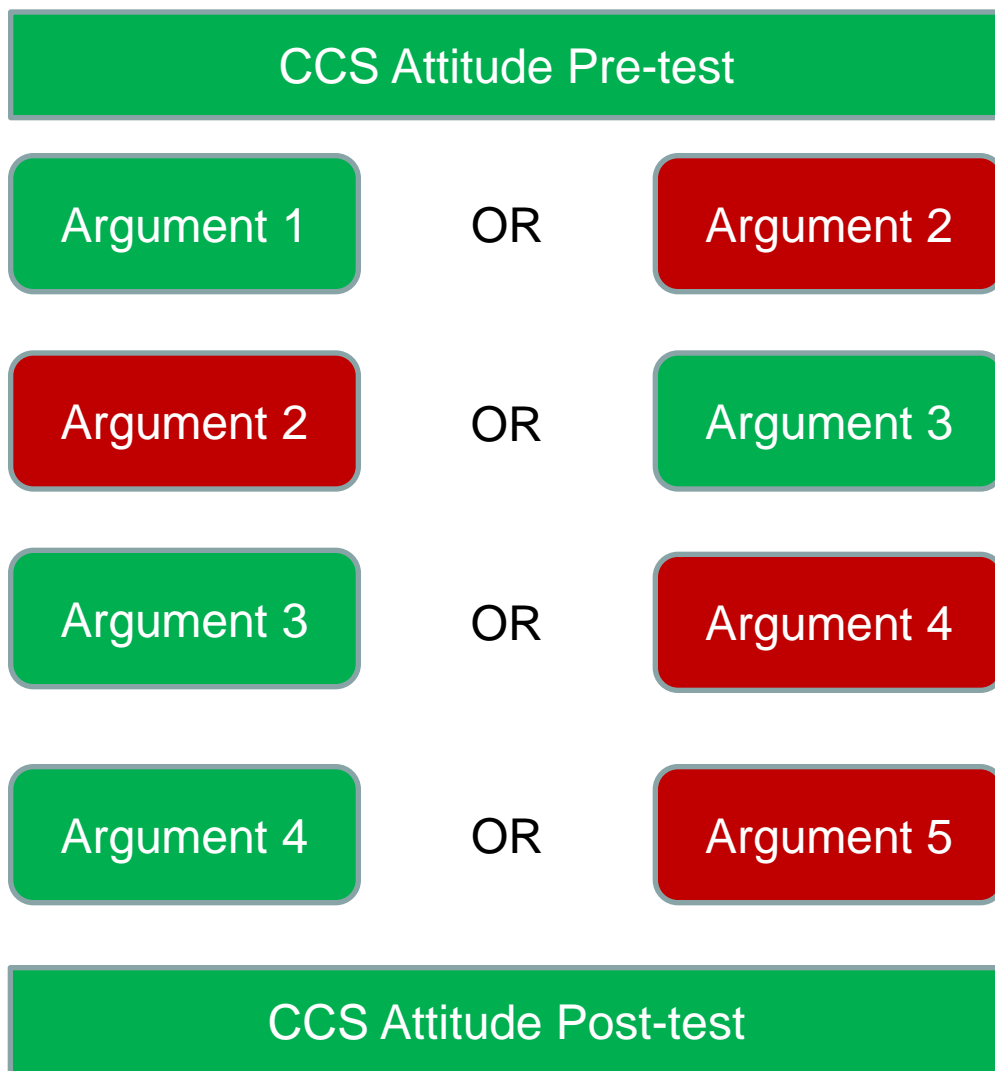 CCS Attitude Pre-test
Argument 1 OR Argument 2
Argument 2 OR Argument 3
Argument 3 OR Argument 4
Argument 4 OR Argument 5
CCS Attitude Post-test